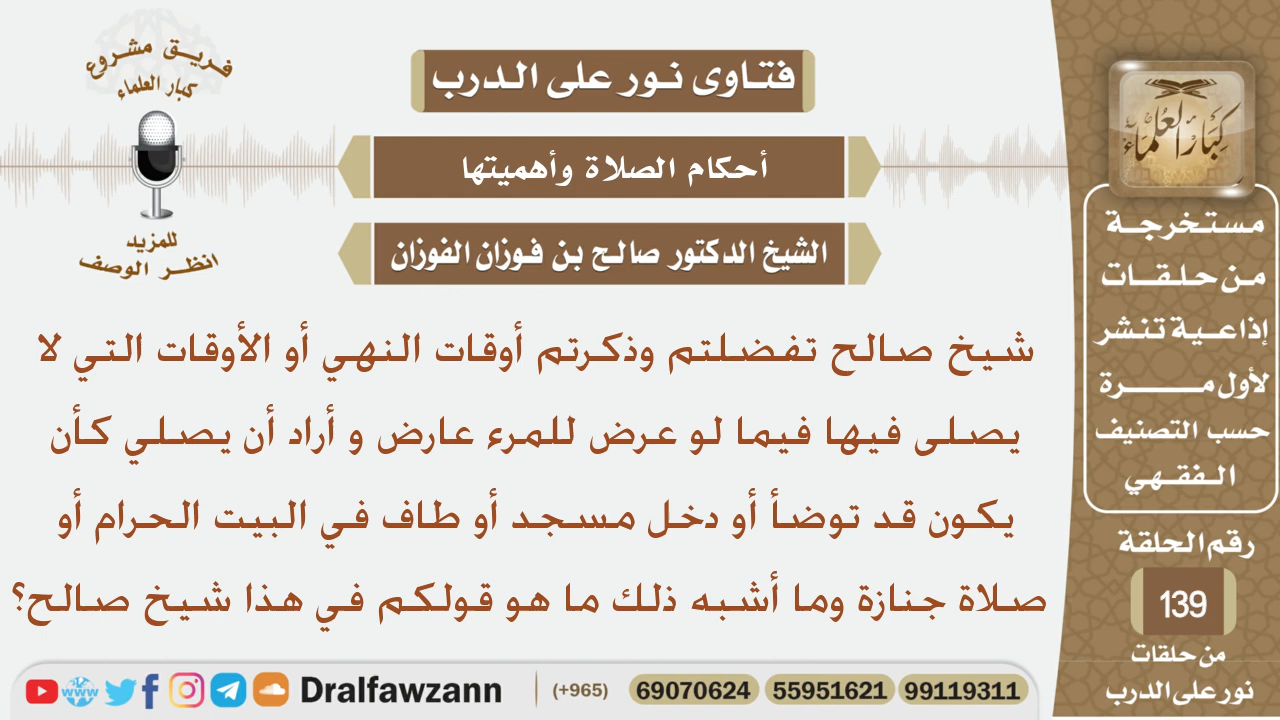 فتاوى نور على الدرب
أحكام الصلاة وأهميتها
الشيخ الدكتور صالح بن فوزان الفوزان
فريق مشروع
كبار العلماء
للمزيد
انظر الوصف
كبار العلماء
مستخرجة
من حلقات
إذاعية تنشر
لأول مرة
حسب التصنيف
الفقهي
رقم الحلقة
139
من حلقات
نور على الدرب
شيخ صالح تفضلتم وذكرتم أوقات النهي أو الأوقات التي لا
يصلى فيها فيما لو عرض للمرء عارض و أراد أن يصلي كأن
يكون قد توضأ أو دخل مسجد أو طاف في البيت الحرام أو
صلاة جنازة وما أشبه ذلك ما هو قولكم في هذا شيخ صالح؟
www Dralfawzann (+965) 69070624 55951621 99119311